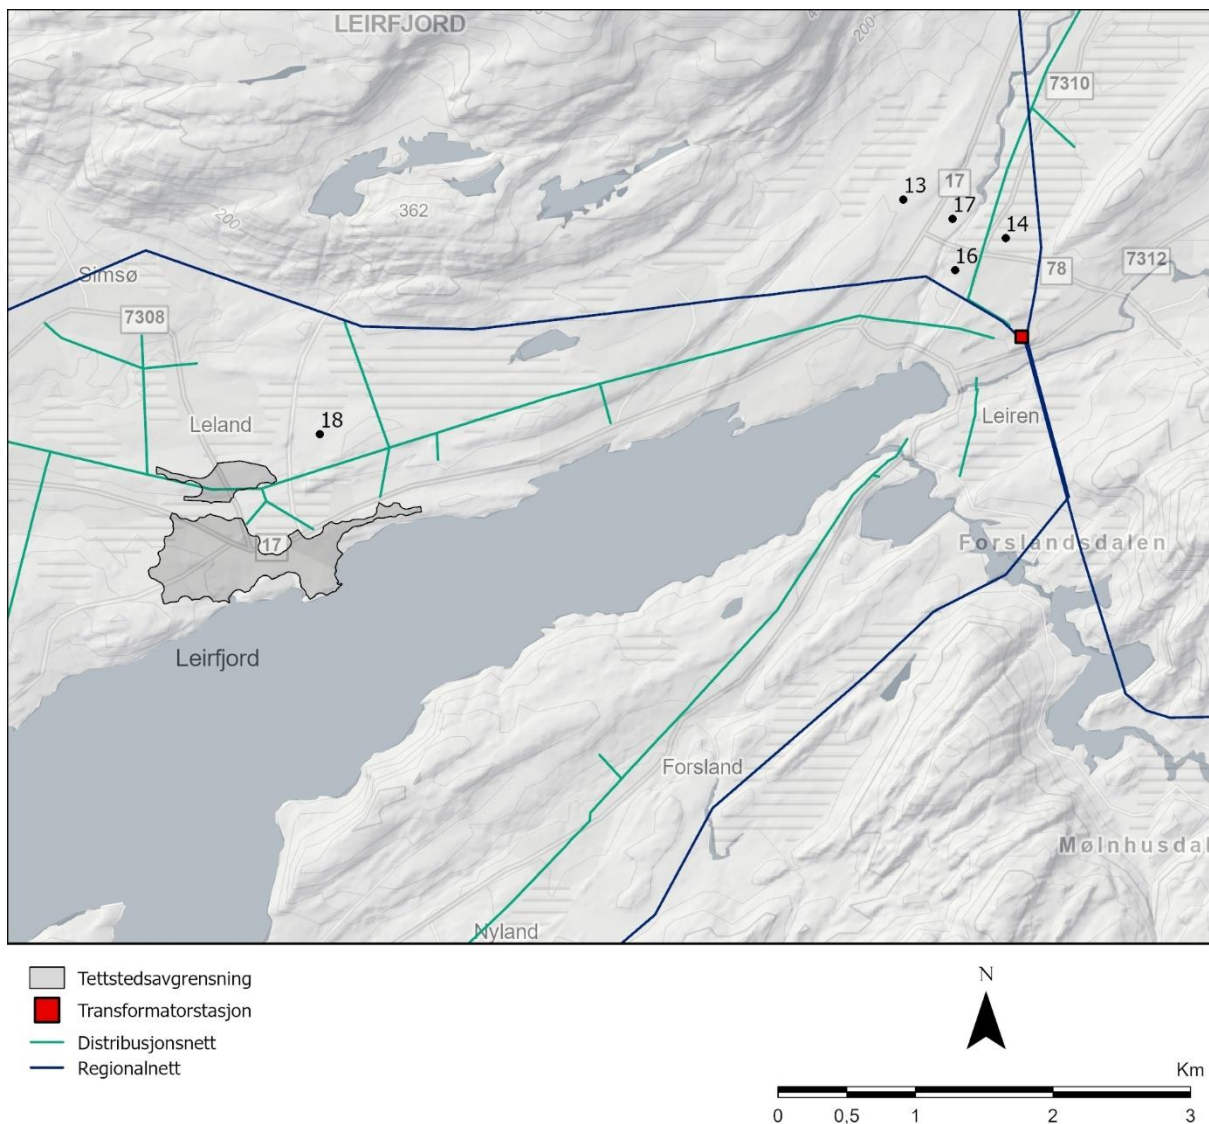 LEIRFJORD
200
7310
13
17
17
14
362
200
16
78
7312
Simsø
7308
18
Leland
Leiren
17
Forslandsdalen
Leirfjord
Forsland
Mølnhusdal
Nyland
Tettstedsavgrensning
Transformatorstasjon
Distribusjonsnett
Regionalnett
N
Km
0 0,5 1 2 3